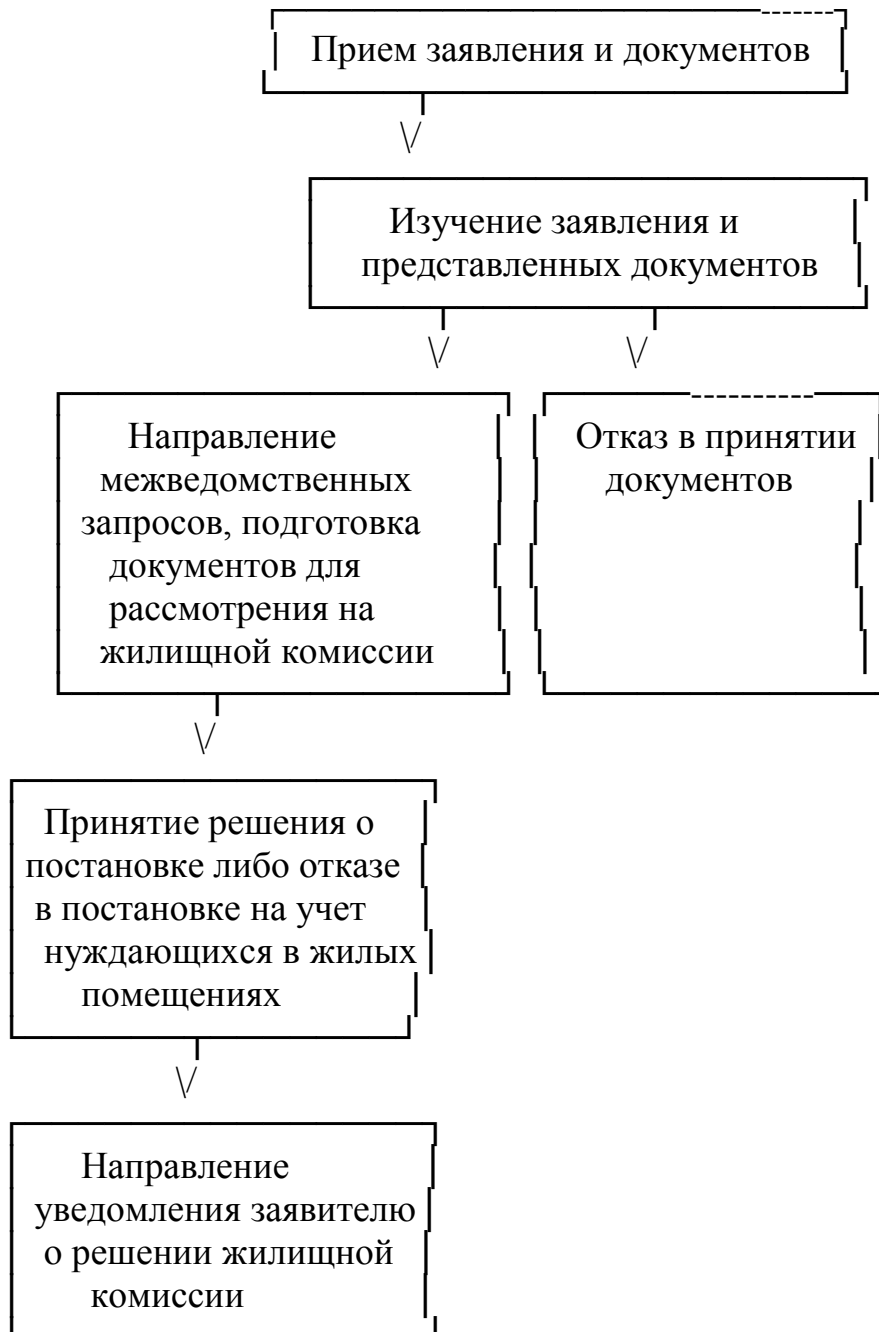 Прием заявления и документов
Изучение заявления и
представленных документов
Направление
межведомственных
запросов, подготовка
документов для
рассмотрения на
жилищной комиссии
Отказ в принятии
документов
Принятие решения о
постановке либо отказе
в постановке на учет
нуждающихся в жилых
помещениях
Направление
уведомления заявителю
о решении жилищной
комиссии